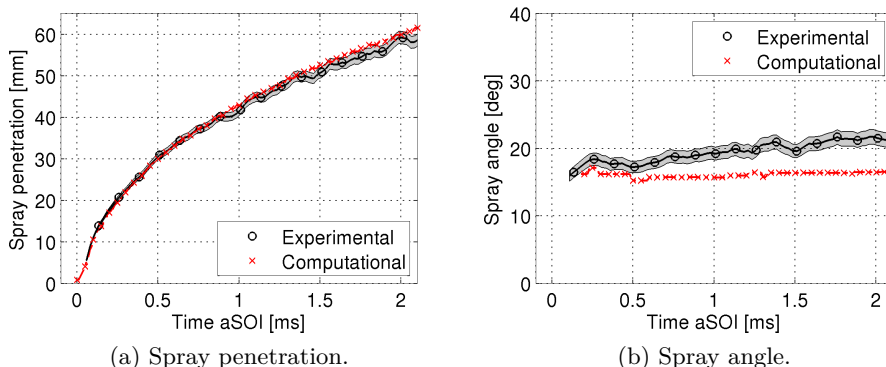 60
50
40
30
20
10
0
Spray penetration [mm]
Experimental
Computational
0 0.5 1 1.5 2
Time aSOI [ms]
(a) Spray penetration.
40
30
20
10
0
Spray angle [deg]
Experimental
Computational
0 0.5 1 1.5 2
Time aSOI [ms]
(b) Spray angle.